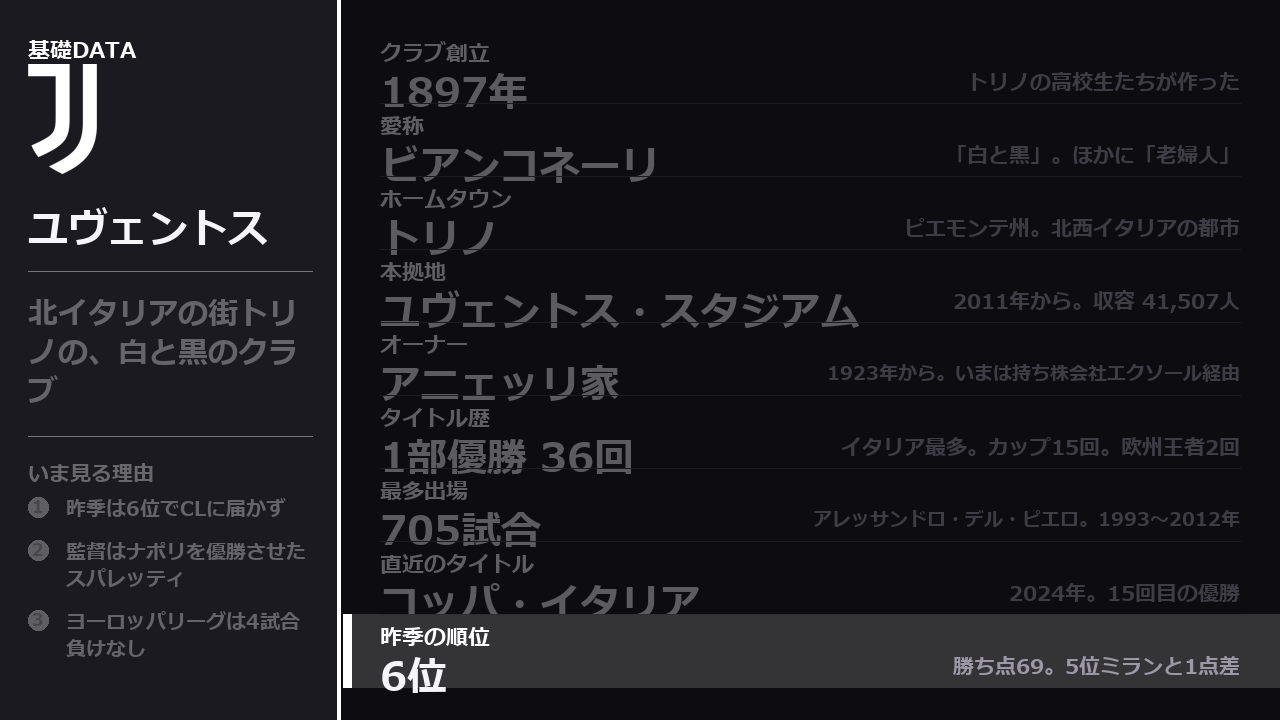 基礎DATA
ユヴェントス
北イタリアの街トリ
ノの、白と黒のクラ
ブ
いま見る理由
1 昨季は6位でCLに届かず
2 監督はナポリを優勝させた
スパレッティ
3 ヨーロッパリーグは4試合
負けなし
クラブ創立
1897年 トリノの高校生たちが作った
愛称
ビアンコネーリ 「白と黒」。ほかに「老婦人」
ホームタウン
トリノ ピエモンテ州。北西イタリアの都市
本拠地
ユヴェントス・スタジアム 2011年から。収容 41,507人
オーナー
アニェッリ家 1923年から。いまは持ち株会社エクソール経由
タイトル歴
1部優勝 36回 イタリア最多。カップ15回。欧州王者2回
最多出場
705試合 アレッサンドロ・デル・ピエロ。1993〜2012年
直近のタイトル
コッパ・イタリア 2024年。15回目の優勝
昨季の順位
6位 勝ち点69。5位ミランと1点差